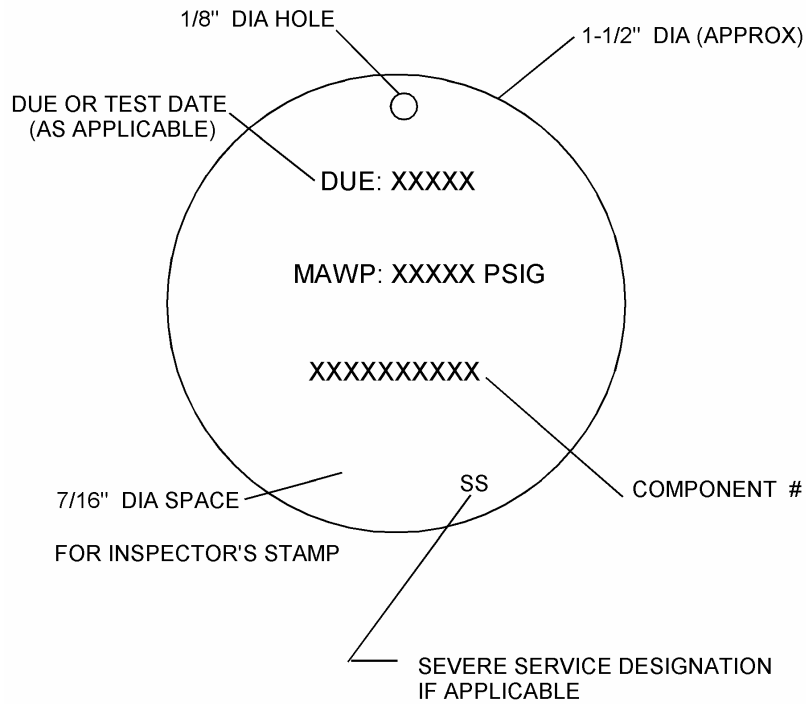 1/8" DIA HOLE
1-1/2" DIA (APPROX)
DUE OR TEST DATE
(AS APPLICABLE)
DUE: XXXXX
MAWP: XXXXX PSIG
XXXXXXXXXX
SS
7/16" DIA SPACE
COMPONENT #
FOR INSPECTOR'S STAMP
SEVERE SERVICE DESIGNATION
IF APPLICABLE